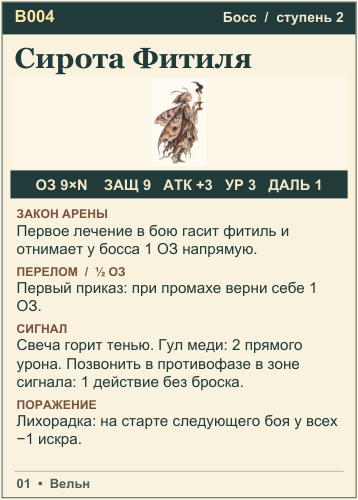 B004
Босс / ступень 2
Сирота Фитиля
ОЗ 9×N ЗАЩ 9 АТК +3 УР 3 ДАЛЬ 1
ЗАКОН АРЕНЫ
Первое лечение в бою гасит фитиль и
отнимает у босса 1 ОЗ напрямую.
ПЕРЕЛОМ / ½ ОЗ
Первый приказ: при промахе верни себе 1
ОЗ.
СИГНАЛ
Свеча горит тенью. Гул меди: 2 прямого
урона. Позвонить в противофазе в зоне
сигнала: 1 действие без броска.
ПОРАЖЕНИЕ
Лихорадка: на старте следующего боя у всех
−1 искра.
01 • Вельн